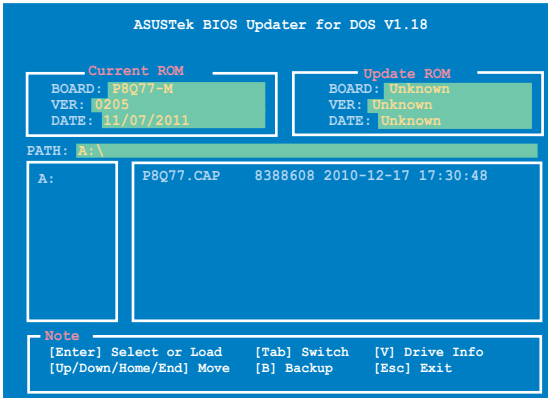 ASUSTek BIOS Updater for DOS V1.18
Current ROM
BOARD: P8Q77-M
VER: 0205
DATE: 11/07/2011
Update ROM
BOARD: Unknown
VER: Unknown
DATE: Unknown
PATH: A:\
A:
P8Q77.CAP 8388608 2010-12-17 17:30:48
Note
[Enter] Select or Load [Tab] Switch [V] Drive Info
[Up/Down/Home/End] Move [B] Backup [Esc] Exit